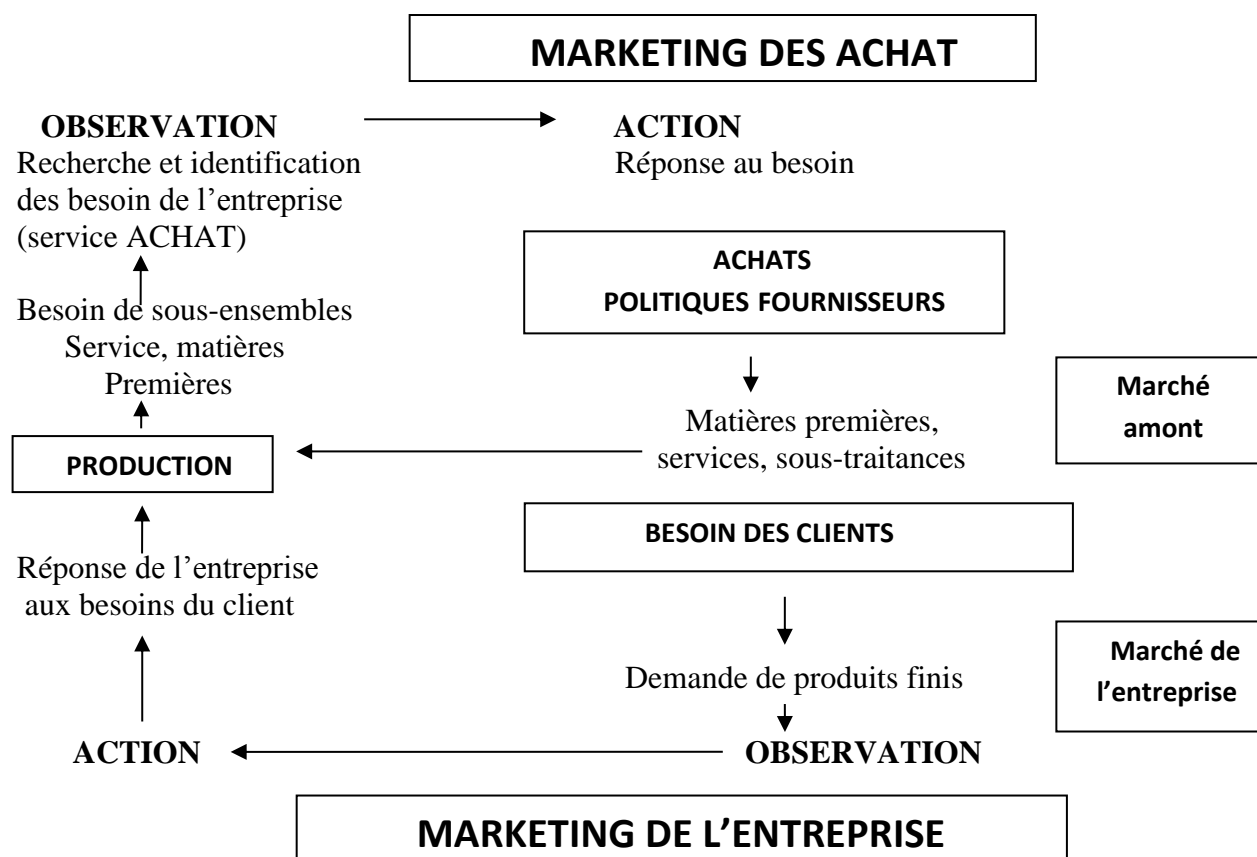 MARKETING DES ACHAT
OBSERVATION
Recherche et identification
des besoin de l’entreprise
(service ACHAT)
ACTION
Réponse au besoin
ACHATS
POLITIQUES FOURNISSEURS
Besoin de sous-ensembles
Service, matières
Premières
Marché
amont
Matières premières,
services, sous-traitances
PRODUCTION
BESOIN DES CLIENTS
Réponse de l’entreprise
aux besoins du client
Marché de
l’entreprise
Demande de produits finis
ACTION
OBSERVATION
MARKETING DE L’ENTREPRISE